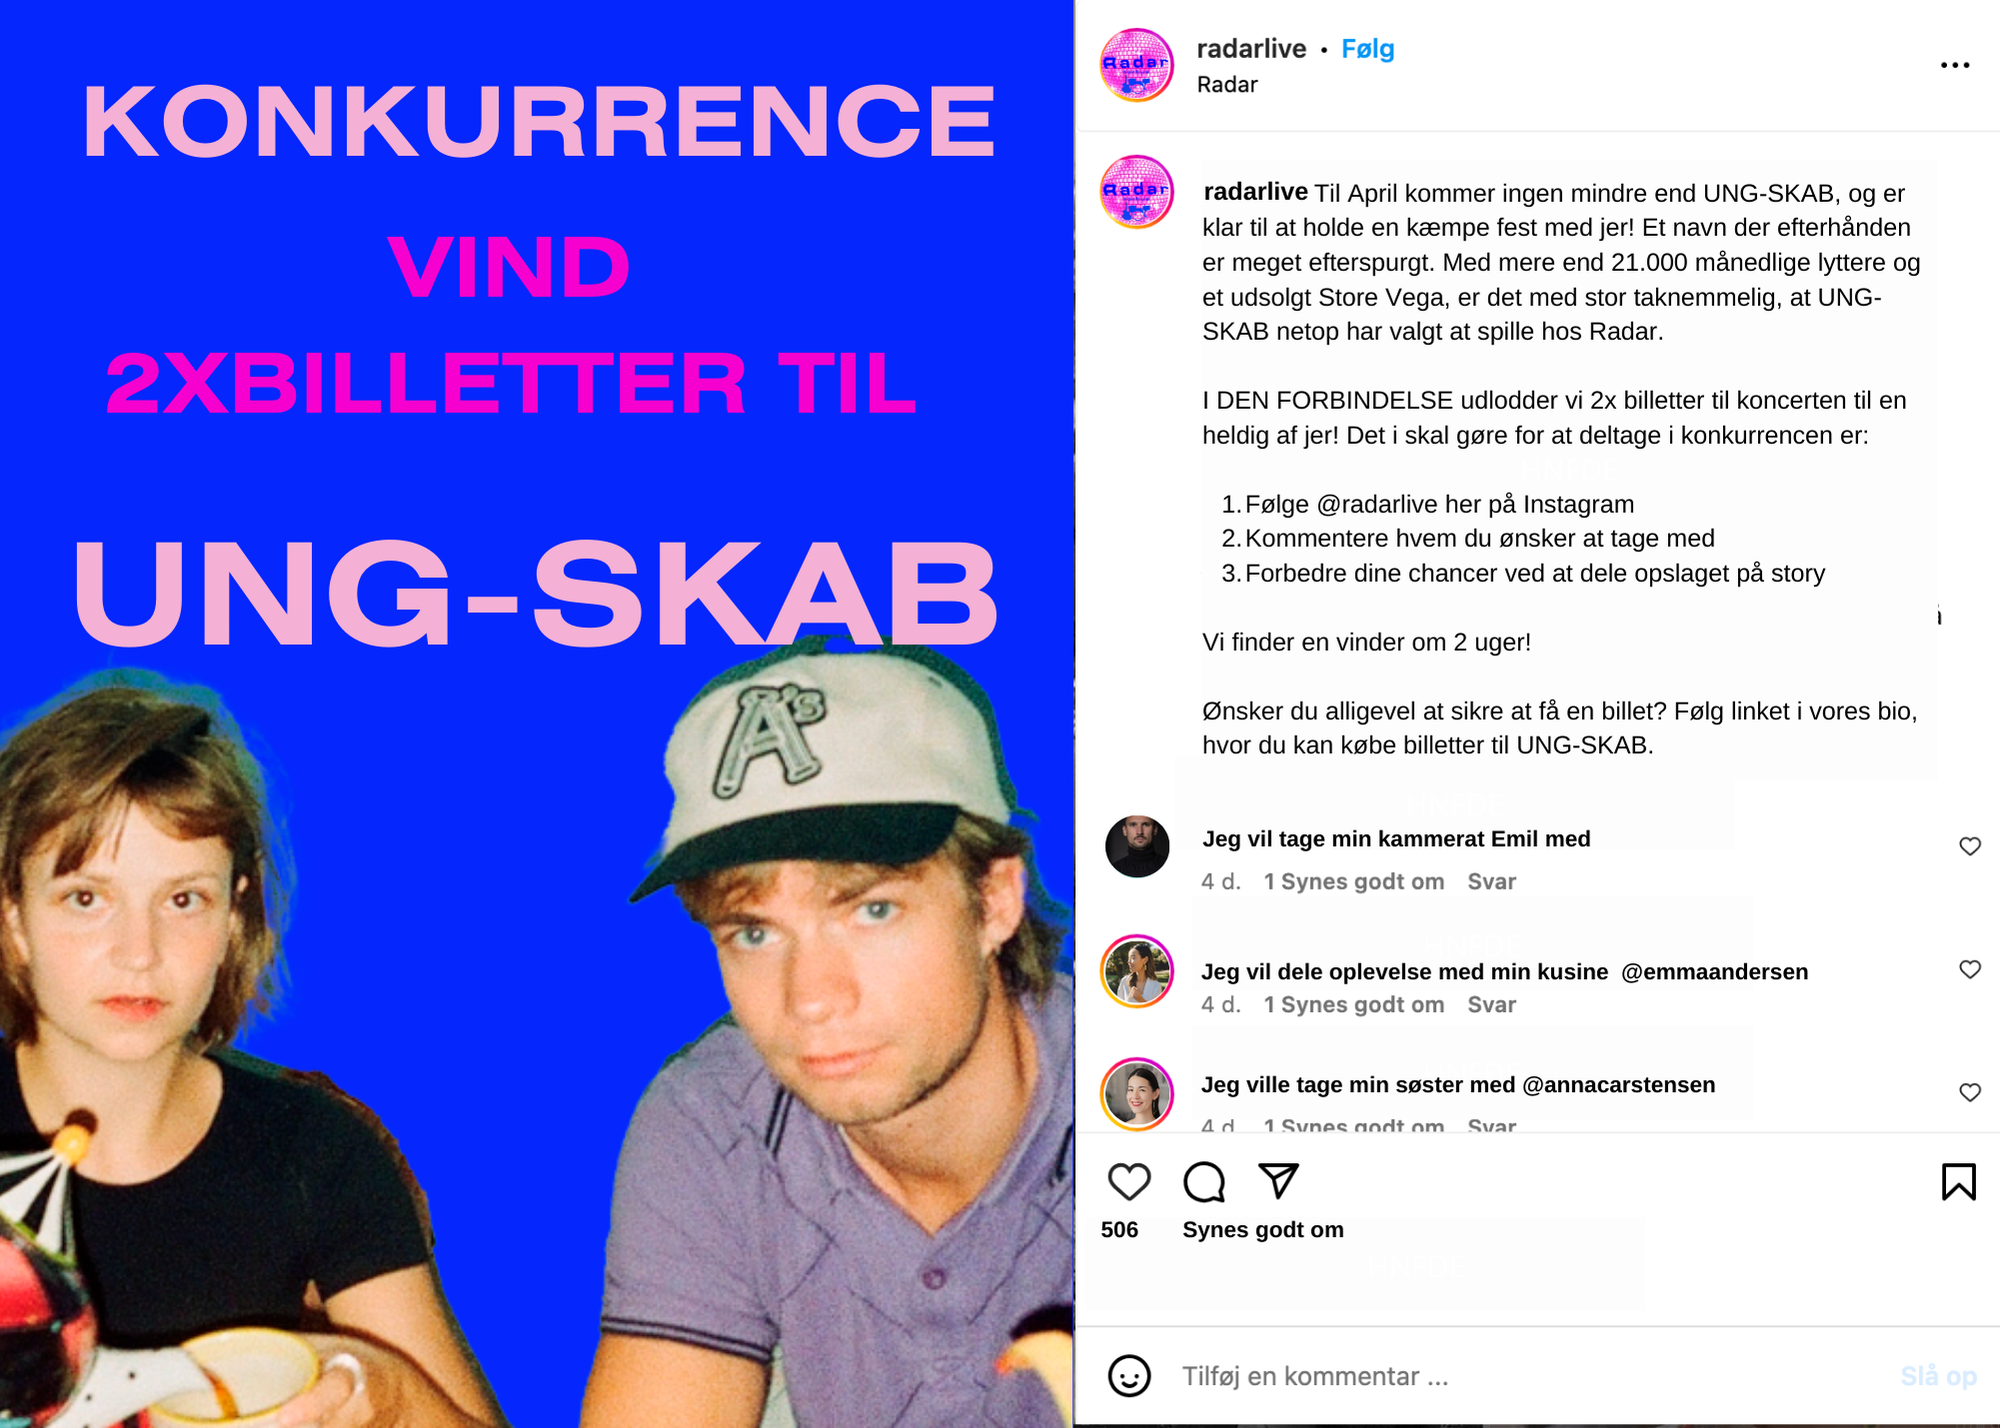 KONKURRENCE
VIND
2XBILLETTER TIL
UNG-SKAB
A's
radarlive • Følg
Radar
Radar
Radar
radarlive Til April kommer ingen mindre end UNG-SKAB, og er
klar til at holde en kæmpe fest med jer! Et navn der efterhånden
er meget efterspurgt. Med mere end 21.000 månedlige lyttere og
et udsolgt Store Vega, er det med stor taknemmelig, at UNG-
SKAB netop har valgt at spille hos Radar.
I DEN FORBINDELSE udlodder vi 2x billetter til koncerten til en
heldig af jer! Det i skal gøre for at deltage i konkurrencen er:
1. Følge @radarlive her på Instagram
2. Kommentere hvem du ønsker at tage med
3. Forbedre dine chancer ved at dele opslaget på story
Vi finder en vinder om 2 uger!
Ønsker du alligevel at sikre at få en billet? Følg linket i vores bio,
hvor du kan købe billetter til UNG-SKAB.
Jeg vil tage min kammerat Emil med
4 d. 1 Synes godt om Svar
Jeg vil dele oplevelse med min kusine @emmaandersen
4 d. 1 Synes godt om Svar
Jeg ville tage min søster med @annacarstensen
4 d. 1 Synes godt om Svar
506 Synes godt om
Tilføj en kommentar ...
Slå op